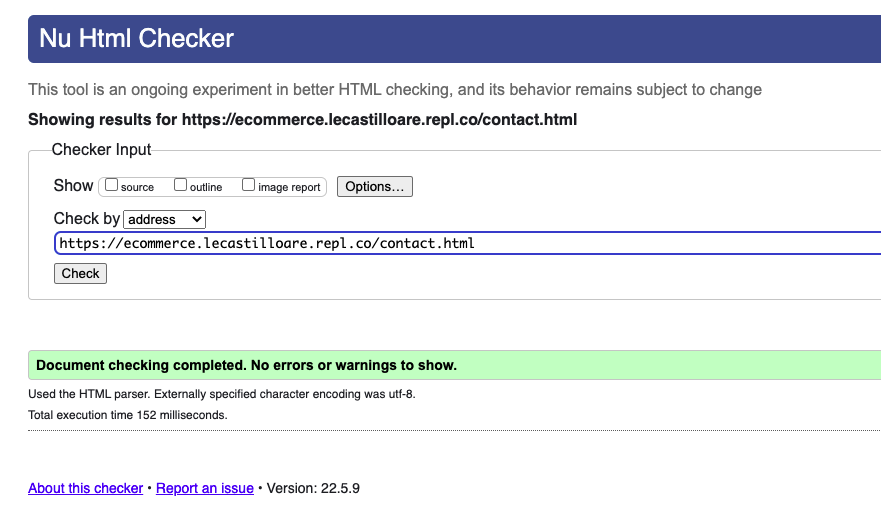 Nu Html Checker
This tool is an ongoing experiment in better HTML checking, and its behavior remains subject to change
Showing results for https://ecommerce.lecastilloare.repl.co/contact.html
Checker Input
Show source outline image report Options…
Check by address
https://ecommerce.lecastilloare.repl.co/contact.html
Check
Document checking completed. No errors or warnings to show.
Used the HTML parser. Externally specified character encoding was utf-8.
Total execution time 152 milliseconds.
About this checker • Report an issue • Version: 22.5.9